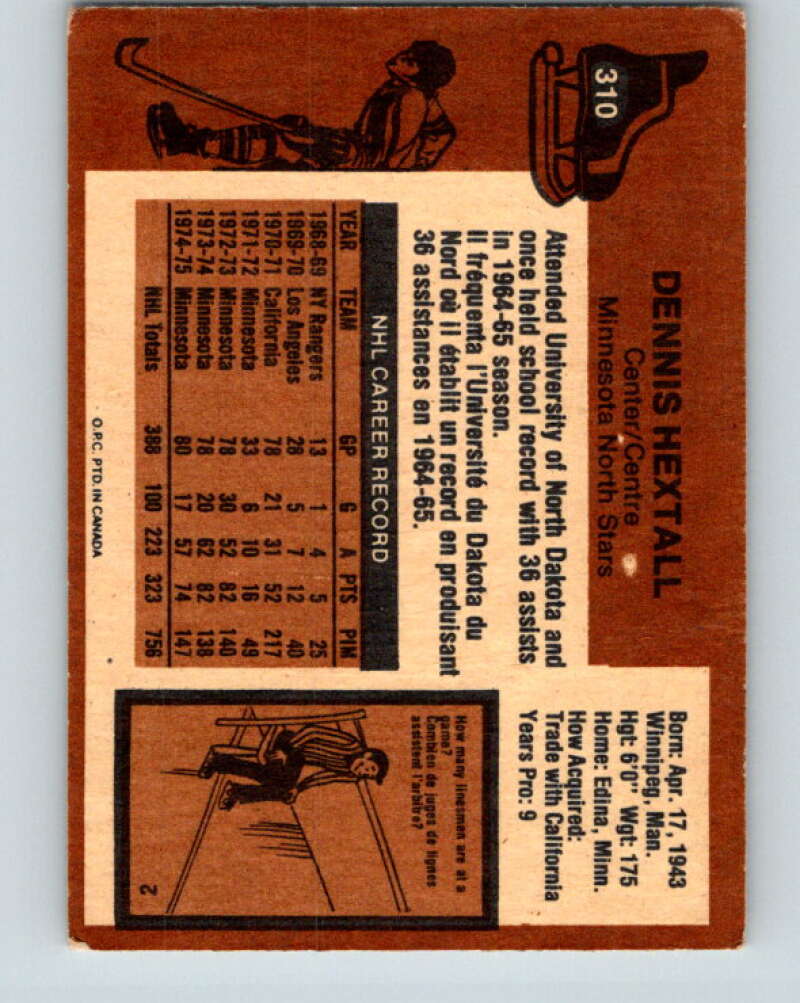 310
DENNIS HEXTALL
Center/Centre
Minnesota North Stars
Born: Apr. 17, 1943
Winnipeg, Man.
Hgt: 6'0" Wgt: 175
Home: Edina, Minn.
How Acquired:
Trade with California
Years Pro: 9
Attended University of North Dakota and
once held school record with 36 assists
in 1964-65 season.
Il fréquenta l'Université du Dakota du
Nord où il établit un record en produisant
36 assistances en 1964-65.
NHL CAREER RECORD
YEAR TEAM GP G A PTS PIM
1968-69 NY Rangers 13 1 4 5 25
1969-70 Los Angeles 28 5 7 12 40
1970-71 California 78 21 31 52 217
1971-72 Minnesota 33 6 10 16 49
1972-73 Minnesota 78 30 52 82 140
1973-74 Minnesota 78 20 62 82 138
1974-75 Minnesota 80 17 57 74 147
NHL Totals 388 100 223 323 756
How many linesmen are at a
game?
Combien de juges de lignes
assistent l'arbitre?
2
O.P.C. PTD. IN CANADA